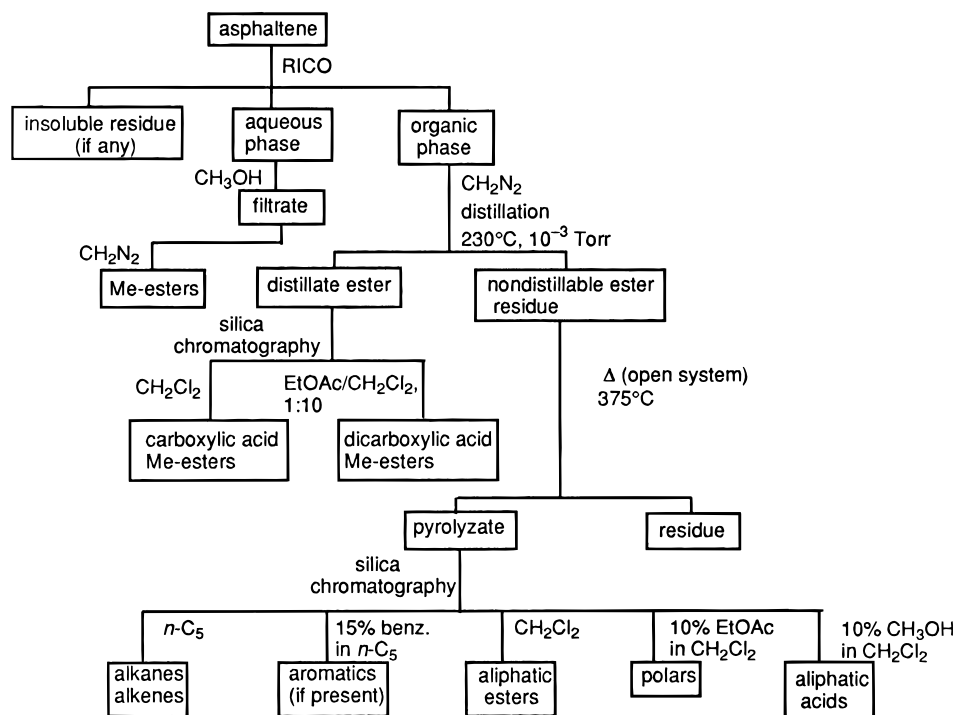 asphaltene
RICO
insoluble residue
(if any)
aqueous
phase
organic
phase
CH₃OH
filtrate
CH₂N₂
distillation
230°C, 10⁻³ Torr
CH₂N₂
Me-esters
distillate ester
nondistillable ester
residue
silica
chromatography
Δ (open system)
375°C
CH₂Cl₂
EtOAc/CH₂Cl₂,
1:10
carboxylic acid
Me-esters
dicarboxylic acid
Me-esters
pyrolyzate
residue
silica
chromatography
n-C₅
15% benz.
in n-C₅
CH₂Cl₂
10% EtOAc
in CH₂Cl₂
10% CH₃OH
in CH₂Cl₂
alkanes
alkenes
aromatics
(if present)
aliphatic
esters
polars
aliphatic
acids